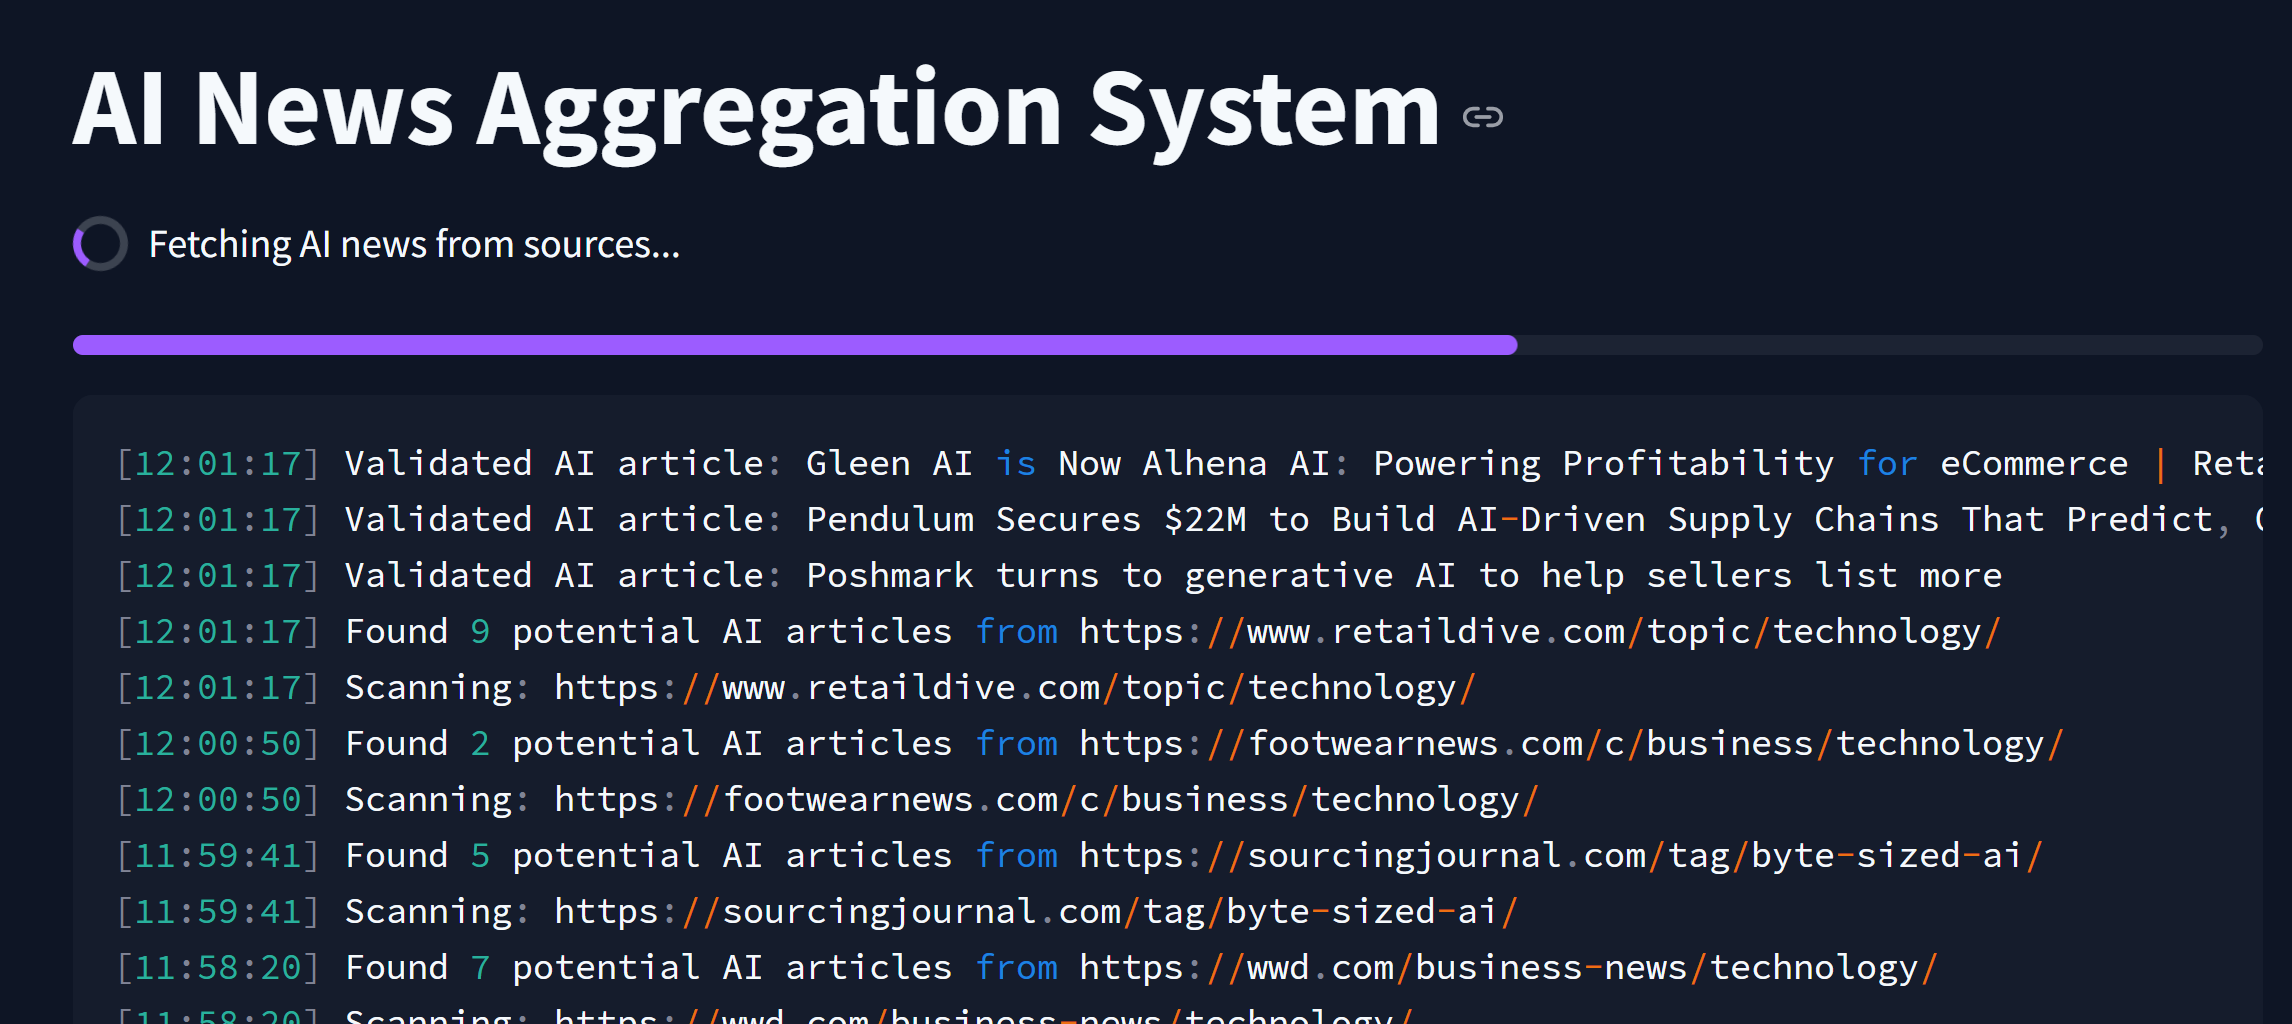 AI News Aggregation System
Fetching AI news from sources...
[12:01:17] Validated AI article: Gleen AI is Now Alhena AI: Powering Profitability for eCommerce | Reta
[12:01:17] Validated AI article: Pendulum Secures $22M to Build AI-Driven Supply Chains That Predict,
[12:01:17] Validated AI article: Poshmark turns to generative AI to help sellers list more
[12:01:17] Found 9 potential AI articles from https://www.retaildive.com/topic/technology/
[12:01:17] Scanning: https://www.retaildive.com/topic/technology/
[12:00:50] Found 2 potential AI articles from https://footwearnews.com/c/business/technology/
[12:00:50] Scanning: https://footwearnews.com/c/business/technology/
[11:59:41] Found 5 potential AI articles from https://sourcingjournal.com/tag/byte-sized-ai/
[11:59:41] Scanning: https://sourcingjournal.com/tag/byte-sized-ai/
[11:58:20] Found 7 potential AI articles from https://wwd.com/business-news/technology/
[11:58:20] Scanning: https://wwd.com/business-news/technology/